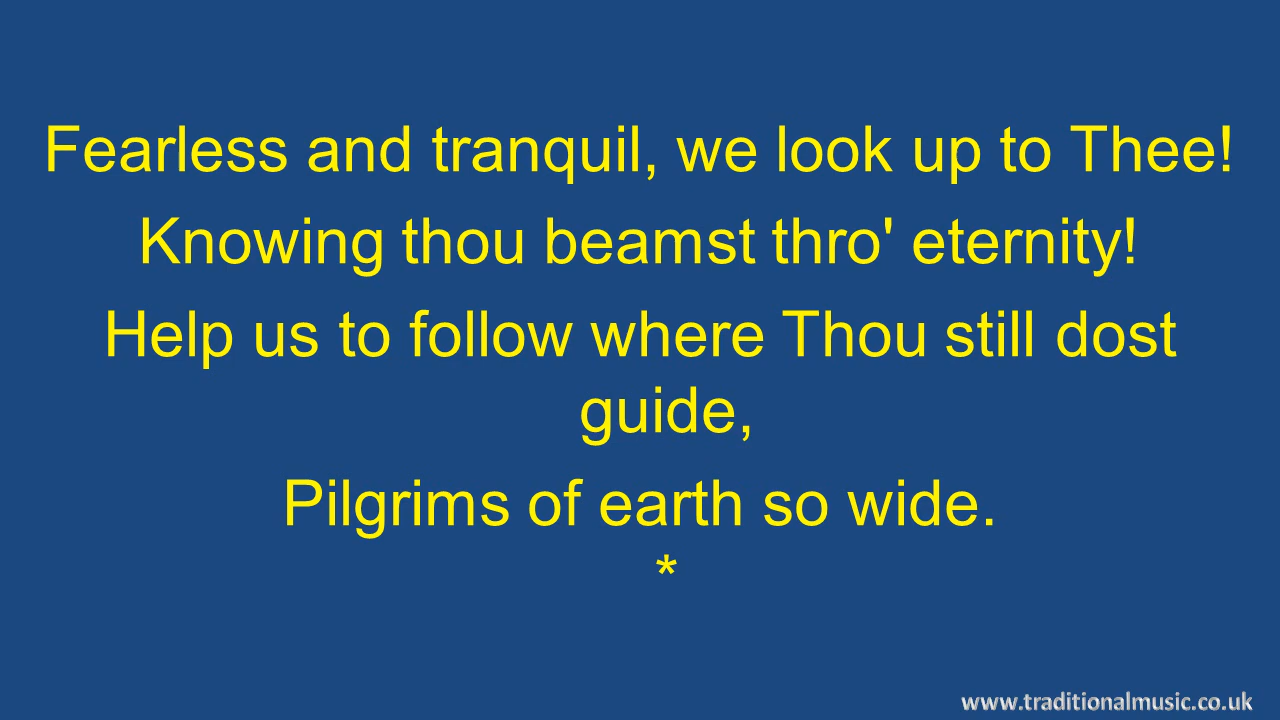 Fearless and tranquil, we look up to Thee!
Knowing thou beamst thro' eternity!
Help us to follow where Thou still dost
guide,
Pilgrims of earth so wide.
*
www.traditionalmusic.co.uk